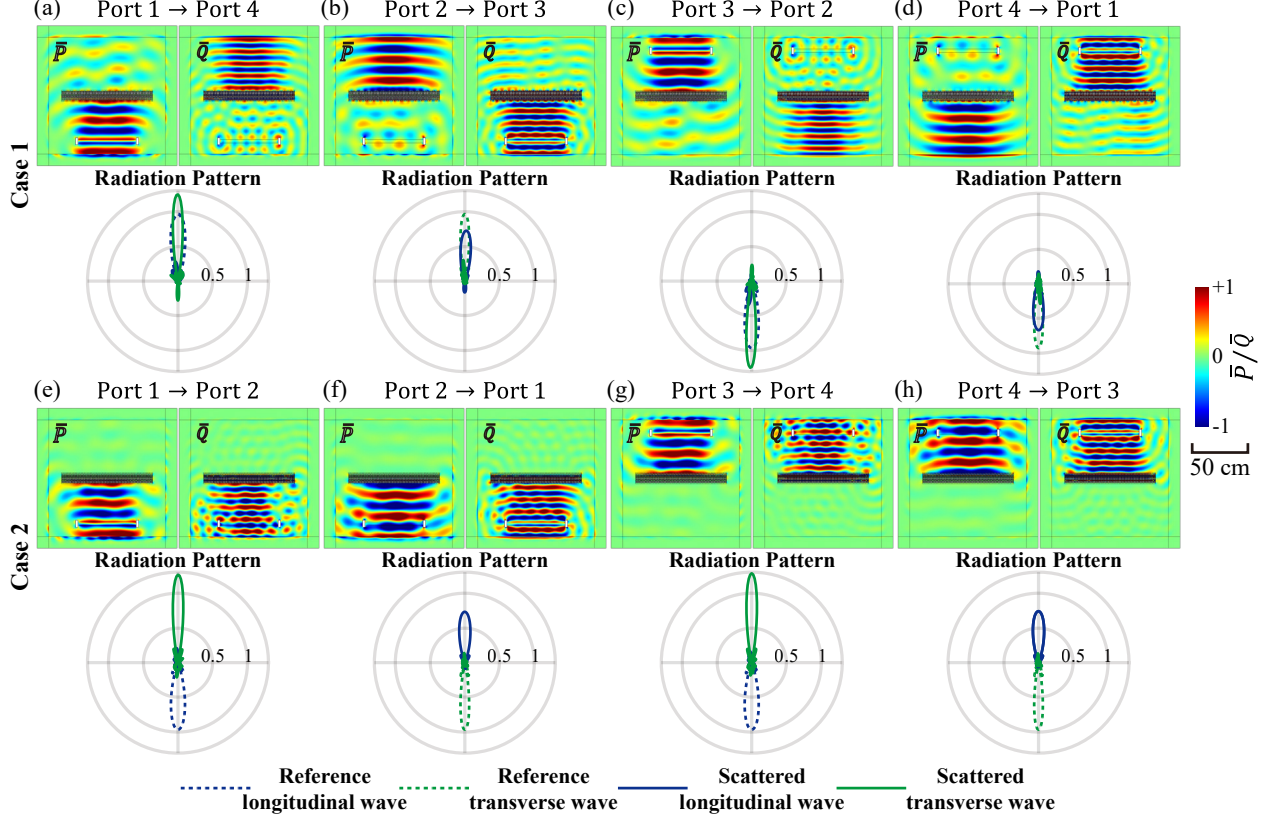 (a) Port 1 → Port 4 (b) Port 2 → Port 3 (c) Port 3 → Port 2 (d) Port 4 → Port 1
P̅ Q̅ P̅ Q̅ P̅ Q̅ P̅ Q̅
Case 1
Radiation Pattern Radiation Pattern Radiation Pattern Radiation Pattern
0.5 1 0.5 1 0.5 1 0.5 1
+1
0
-1
P̅/Q̅
50 cm
(e) Port 1 → Port 2 (f) Port 2 → Port 1 (g) Port 3 → Port 4 (h) Port 4 → Port 3
P̅ Q̅ P Q P̅ Q̅ P̅ Q̅
Case 2
Radiation Pattern Radiation Pattern Radiation Pattern Radiation Pattern
0.5 1 0.5 1 0.5 1 0.5 1
Reference Reference Scattered Scattered
longitudinal wave transverse wave longitudinal wave transverse wave